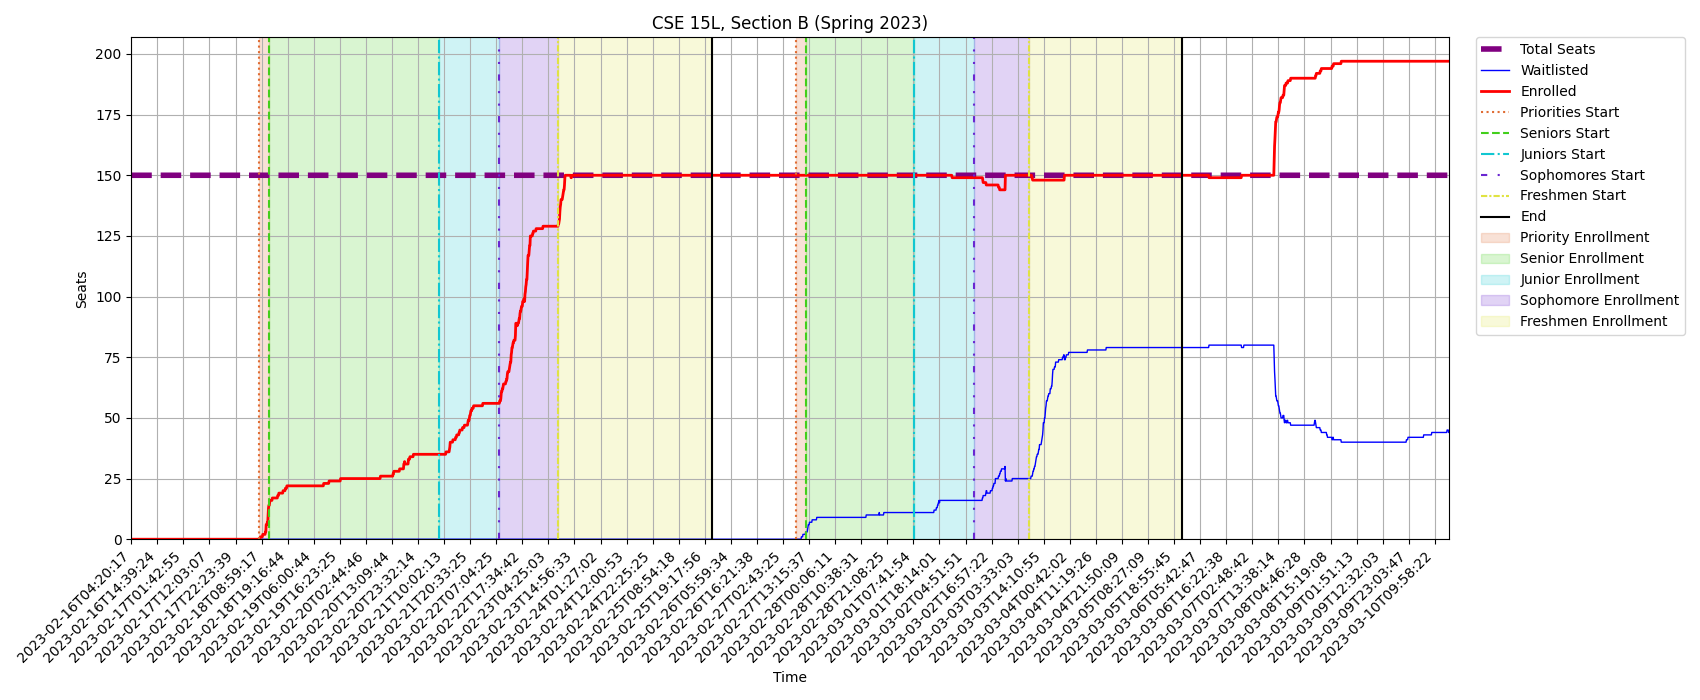 CSE 15L, Section B (Spring 2023)
Seats
200
175
150
125
100
75
50
25
0
2023-02-16T04:20:17
2023-02-16T14:39:24
2023-02-17T01:42:55
2023-02-17T12:03:07
2023-02-17T22:23:39
2023-02-18T08:59:17
2023-02-18T19:16:44
2023-02-19T06:00:44
2023-02-19T16:23:25
2023-02-20T02:44:46
2023-02-20T13:09:44
2023-02-20T23:32:14
2023-02-21T10:02:13
2023-02-21T20:33:25
2023-02-22T07:04:25
2023-02-22T17:34:42
2023-02-23T04:25:03
2023-02-23T14:56:33
2023-02-24T01:27:02
2023-02-24T12:00:53
2023-02-24T22:25:25
2023-02-25T08:54:18
2023-02-25T19:17:56
2023-02-26T05:59:34
2023-02-26T16:21:38
2023-02-27T02:43:25
2023-02-27T13:15:37
2023-02-28T00:06:11
2023-02-28T10:38:31
2023-02-28T21:08:25
2023-03-01T07:41:54
2023-03-01T18:14:01
2023-03-02T04:51:51
2023-03-02T16:57:22
2023-03-03T03:33:03
2023-03-03T14:10:55
2023-03-04T00:42:02
2023-03-04T11:19:26
2023-03-04T21:50:09
2023-03-05T08:27:09
2023-03-05T18:55:45
2023-03-06T05:42:47
2023-03-06T16:22:38
2023-03-07T02:48:42
2023-03-07T13:38:14
2023-03-08T04:46:28
2023-03-08T15:19:08
2023-03-09T01:51:13
2023-03-09T12:32:03
2023-03-09T23:03:47
2023-03-10T09:58:22
Time
Total Seats
Waitlisted
Enrolled
Priorities Start
Seniors Start
Juniors Start
Sophomores Start
Freshmen Start
End
Priority Enrollment
Senior Enrollment
Junior Enrollment
Sophomore Enrollment
Freshmen Enrollment